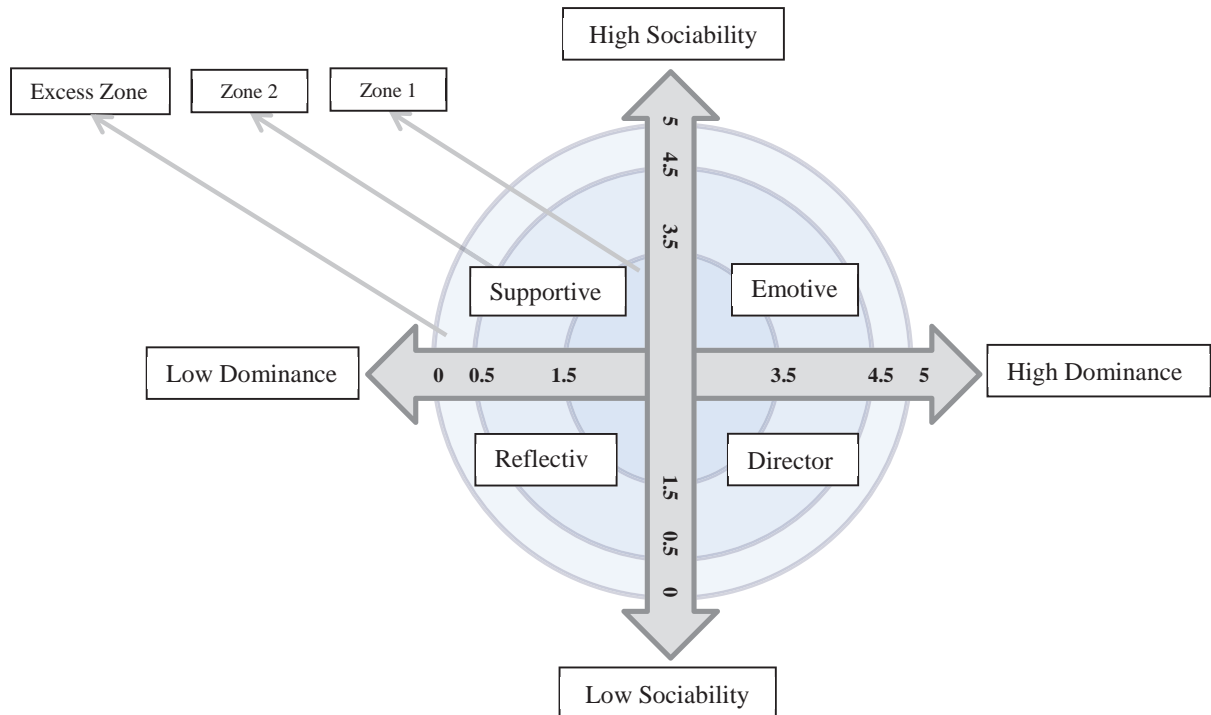 High Sociability
Excess Zone
Zone 2
Zone 1
5
4.5
3.5
Supportive
Emotive
Low Dominance
0 0.5 1.5 3.5 4.5 5
High Dominance
Reflectiv
Director
1.5
0.5
0
Low Sociability